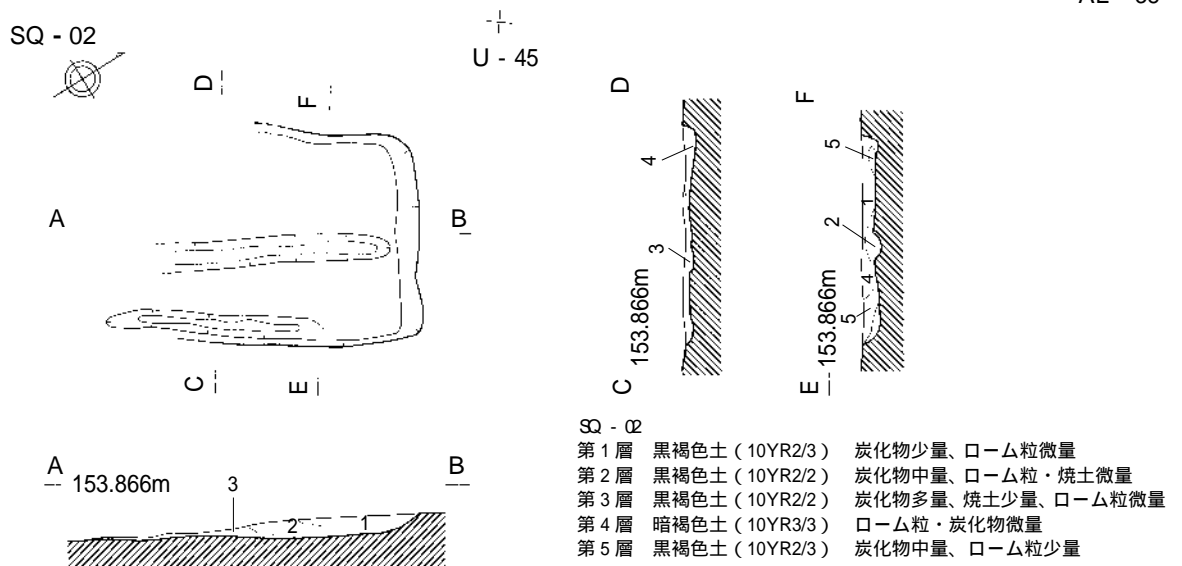 SQ - 02
U - 45
D
F
A
B
C
E
D
4
3
153.866m
C
F
5
2
1
4
5
153.866m
E
A
153.866m
3
2
1
B
SQ - 02
第1層 黒褐色土(10YR2/3) 炭化物少量、ローム粒微量
第2層 黒褐色土(10YR2/2) 炭化物中量、ローム粒・焼土微量
第3層 黒褐色土(10YR2/2) 炭化物多量、焼土少量、ローム粒微量
第4層 暗褐色土(10YR3/3) ローム粒・炭化物微量
第5層 黒褐色土(10YR2/3) 炭化物中量、ローム粒少量